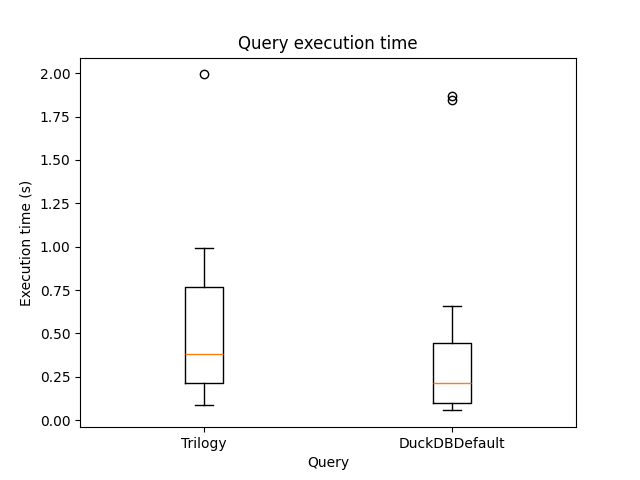 Query execution time
Execution time (s)
2.00
1.75
1.50
1.25
1.00
0.75
0.50
0.25
0.00
Trilogy
DuckDBDefault
Query